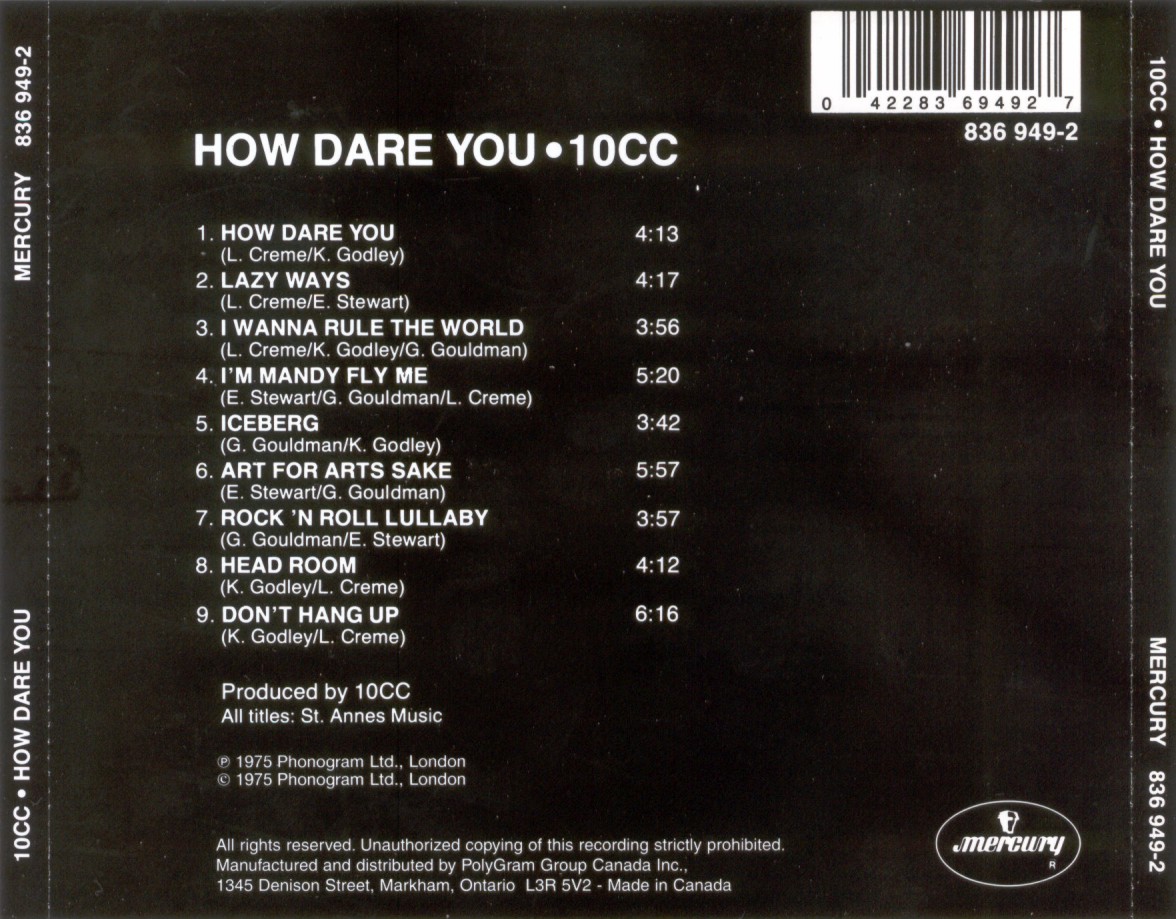 MERCURY 836 949-2
10CC • HOW DARE YOU
0 42283 69492 7
836 949-2
HOW DARE YOU • 10CC
1. HOW DARE YOU 4:13
(L. Creme/K. Godley)
2. LAZY WAYS 4:17
(L. Creme/E. Stewart)
3. I WANNA RULE THE WORLD 3:56
(L. Creme/K. Godley/G. Gouldman)
4. I'M MANDY FLY ME 5:20
(E. Stewart/G. Gouldman/L. Creme)
5. ICEBERG 3:42
(G. Gouldman/K. Godley)
6. ART FOR ARTS SAKE 5:57
(E. Stewart/G. Gouldman)
7. ROCK 'N ROLL LULLABY 3:57
(G. Gouldman/E. Stewart)
8. HEAD ROOM 4:12
(K. Godley/L. Creme)
9. DON'T HANG UP 6:16
(K. Godley/L. Creme)
Produced by 10CC
All titles: St. Annes Music
℗ 1975 Phonogram Ltd., London
© 1975 Phonogram Ltd., London
All rights reserved. Unauthorized copying of this recording strictly prohibited.
Manufactured and distributed by PolyGram Group Canada Inc.,
1345 Denison Street, Markham, Ontario L3R 5V2 - Made in Canada
mercury
R
10CC • HOW DARE YOU
MERCURY 836 949-2